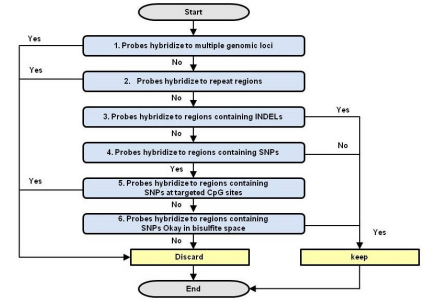 Start
Yes
1. Probes hybridize to multiple genomic loci
No
Yes
2. Probes hybridize to repeat regions
No
3. Probes hybridize to regions containing INDELs
Yes
No
4. Probes hybridize to regions containing SNPs
No
Yes
Yes
5. Probes hybridize to regions containing
SNPs at targeted CpG sites
No
6. Probes hybridize to regions containing
SNPs Okay in bisulfite space
Yes
No
Discard
keep
End